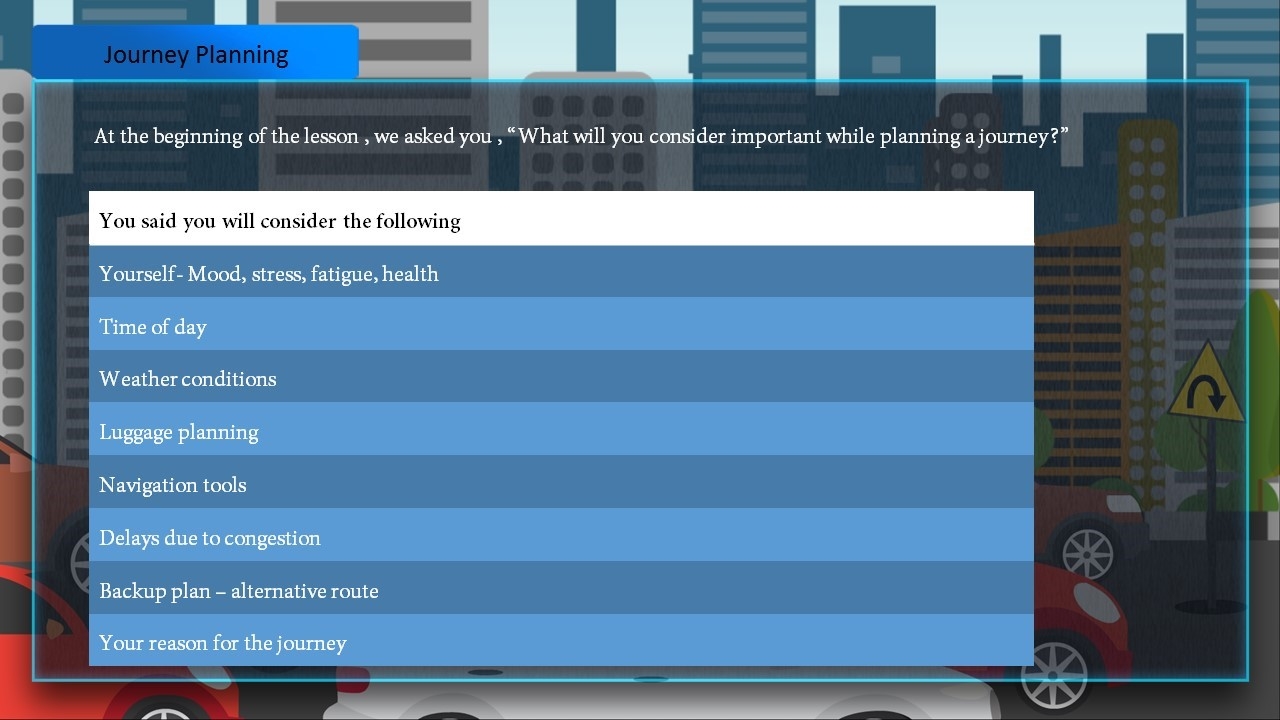 Journey Planning
At the beginning of the lesson , we asked you , “What will you consider important while planning a journey?”
You said you will consider the following
Yourself- Mood, stress, fatigue, health
Time of day
Weather conditions
Luggage planning
Navigation tools
Delays due to congestion
Backup plan – alternative route
Your reason for the journey